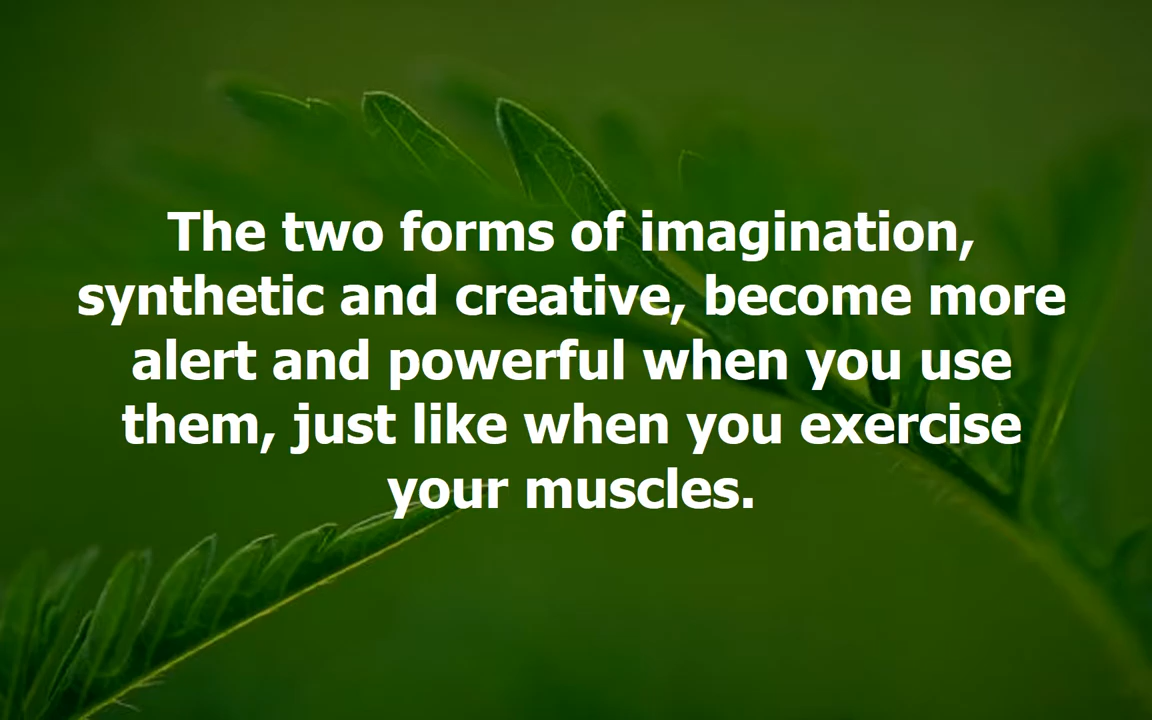 The two forms of imagination,
synthetic and creative, become more
alert and powerful when you use
them, just like when you exercise
your muscles.